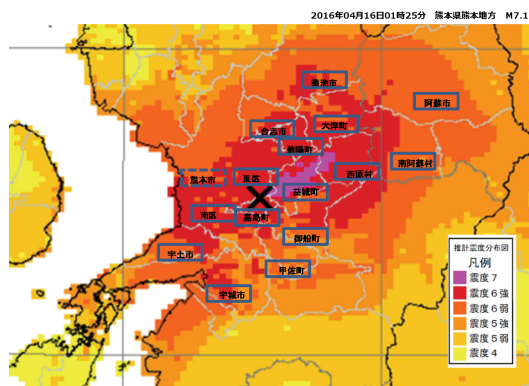 2016年04月16日01時25分　熊本県熊本地方　M7.1
菊池市
阿蘇市
合志市
大津町
菊陽町
南阿蘇村
西原村
熊本市
東区
益城町
南区
嘉島町
御船町
宇土市
甲佐町
宇城市
推計震度分布図
凡例
震度７
震度６強
震度６弱
震度５強
震度５弱
震度４